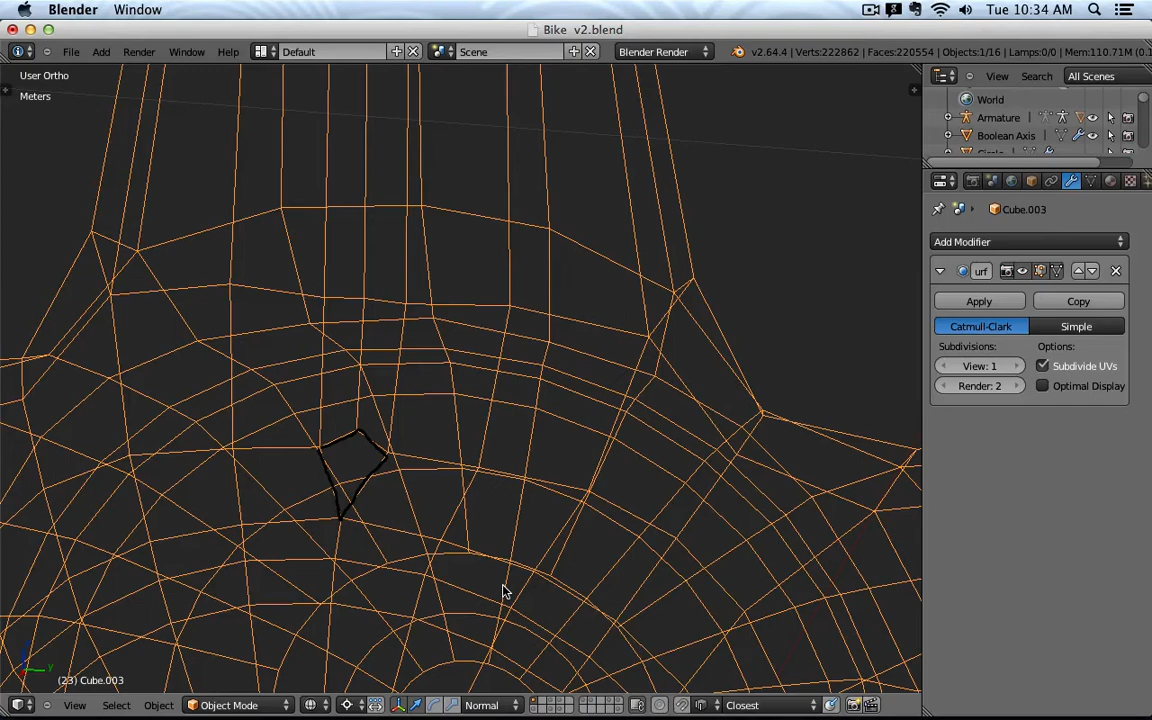 Blender Window Tue 10:34 AM
Bike v2.blend
File Add Render Window Help Default Scene Blender Render v2.64.4 | Verts:222862 | Faces:220554 | Objects:1/16 | Lamps:0/0 | Mem:110.71M (0.
User Ortho
Meters
View Search All Scenes
World
Armature
Boolean Axis
Cube.003
Add Modifier
urf
Apply Copy
Catmull-Clark Simple
Subdivisions: Options:
View: 1 Subdivide UVs
Render: 2 Optimal Display
y
(23) Cube.003
View Select Object Object Mode Normal Closest